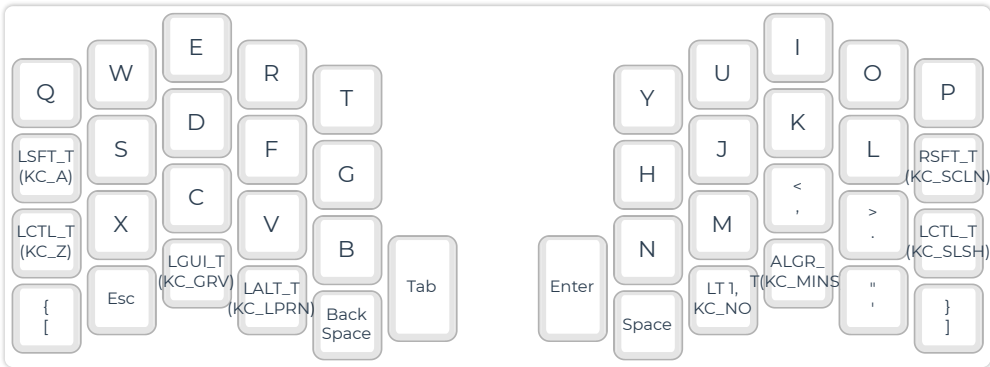 Q
W
E
R
T
Y
U
I
O
P
LSFT_T
(KC_A)
S
D
F
G
H
J
K
L
RSFT_T
(KC_SCLN)
LCTL_T
(KC_Z)
X
C
V
B
N
M
<
,
>
.
LCTL_T
(KC_SLSH)
{
[
Esc
LGUI_T
(KC_GRV)
LALT_T
(KC_LPRN)
Back
Space
Tab
Enter
Space
LT 1,
KC_NO
ALGR_
T(KC_MINS
"
'
}
]